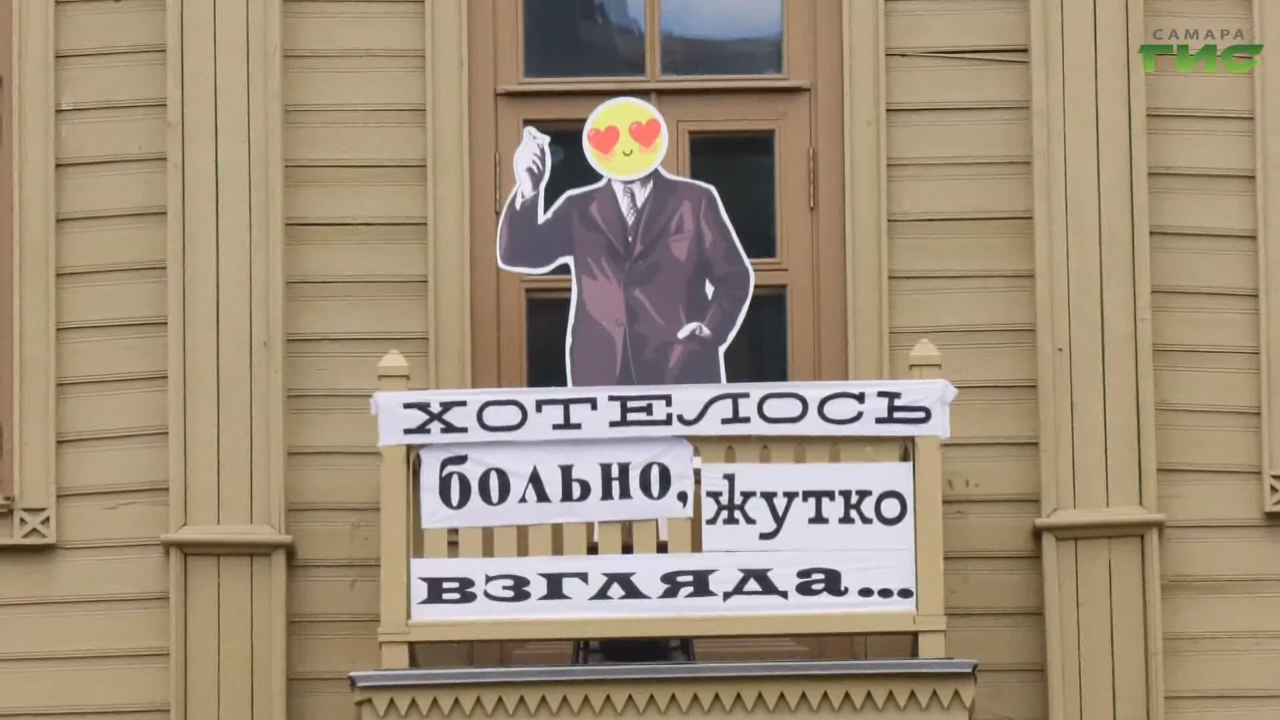 САМАРА
ГИС
ХОТЕЛОСЬ
больно,
жутко
взгляда...